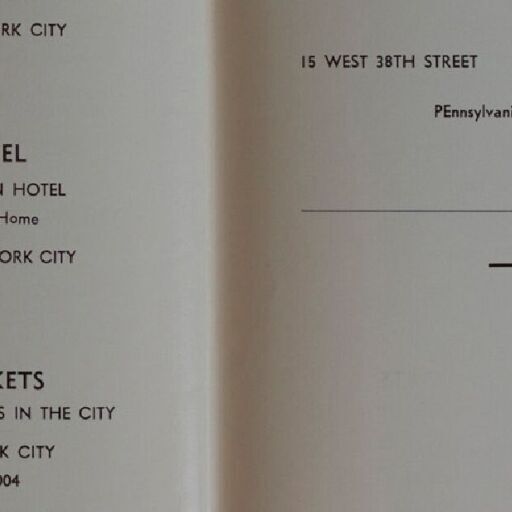 RK CITY
EL
N HOTEL
Home
ORK CITY
KETS
S IN THE CITY
K CITY
004
15 WEST 38TH STREET
PEnnsylvani